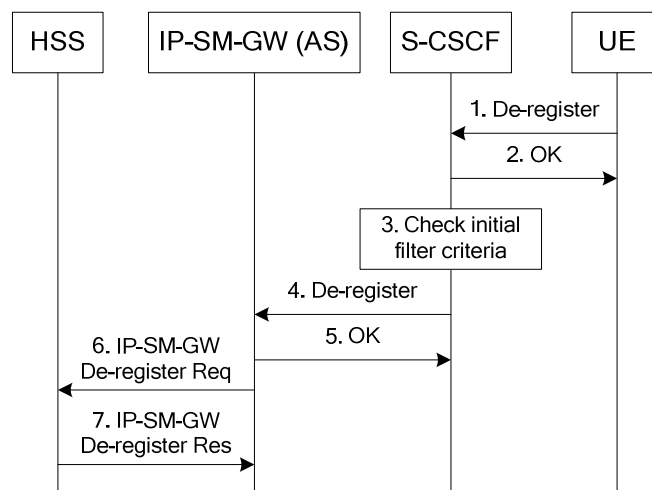 HSS
IP-SM-GW (AS)
S-CSCF
UE
1. De-register
2. OK
3. Check initial
filter criteria
4. De-register
5. OK
6. IP-SM-GW
De-register Req
7. IP-SM-GW
De-register Res